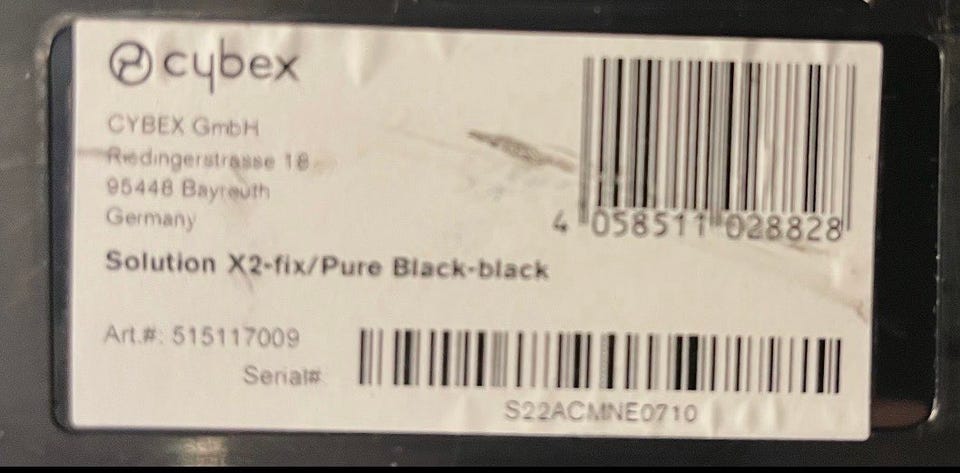 cybex
CYBEX GmbH
Riedingerstrasse 18
95448 Bayreuth
Germany
4 058511 028828
Solution X2-fix/Pure Black-black
Art.#: 515117009
Serial#
S22ACMNE0710